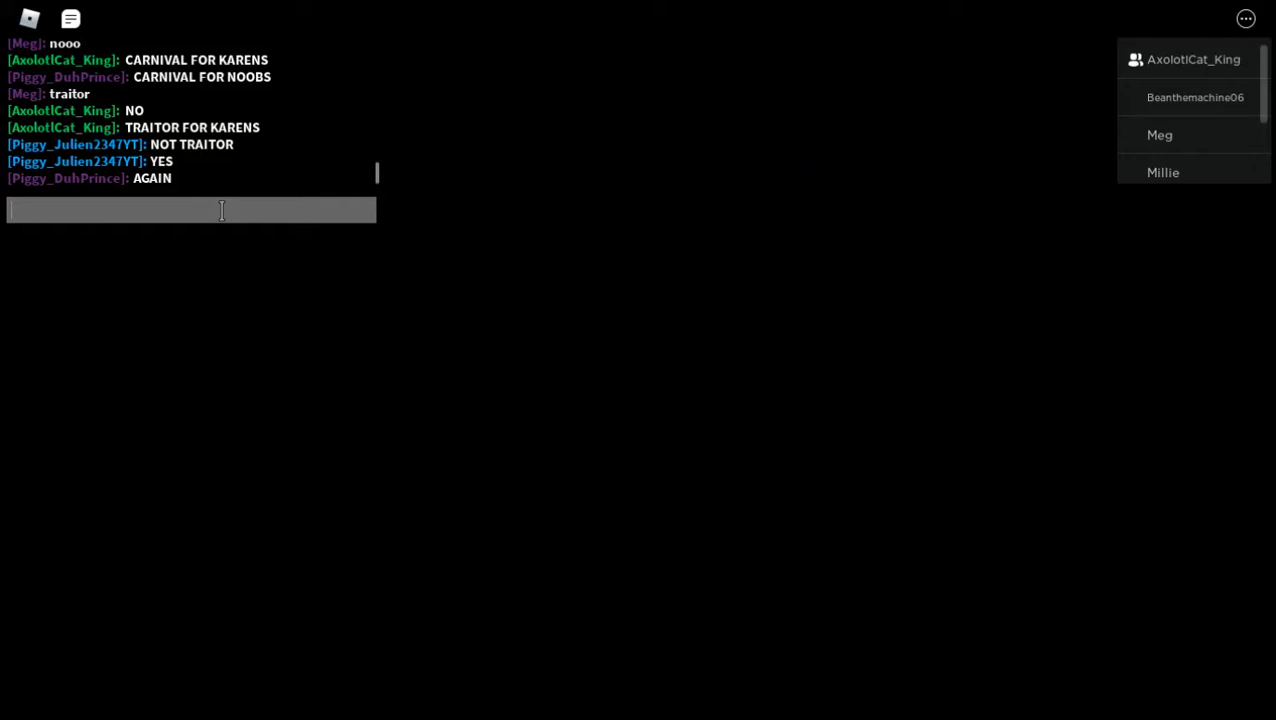 [Meg]: nooo
[AxolotlCat_King]: CARNIVAL FOR KARENS
[Piggy_DuhPrince]: CARNIVAL FOR NOOBS
[Meg]: traitor
[AxolotlCat_King]: NO
[AxolotlCat_King]: TRAITOR FOR KARENS
[Piggy_Julien2347YT]: NOT TRAITOR
[Piggy_Julien2347YT]: YES
[Piggy_DuhPrince]: AGAIN
AxolotlCat_King
Beanthemachine06
Meg
Millie